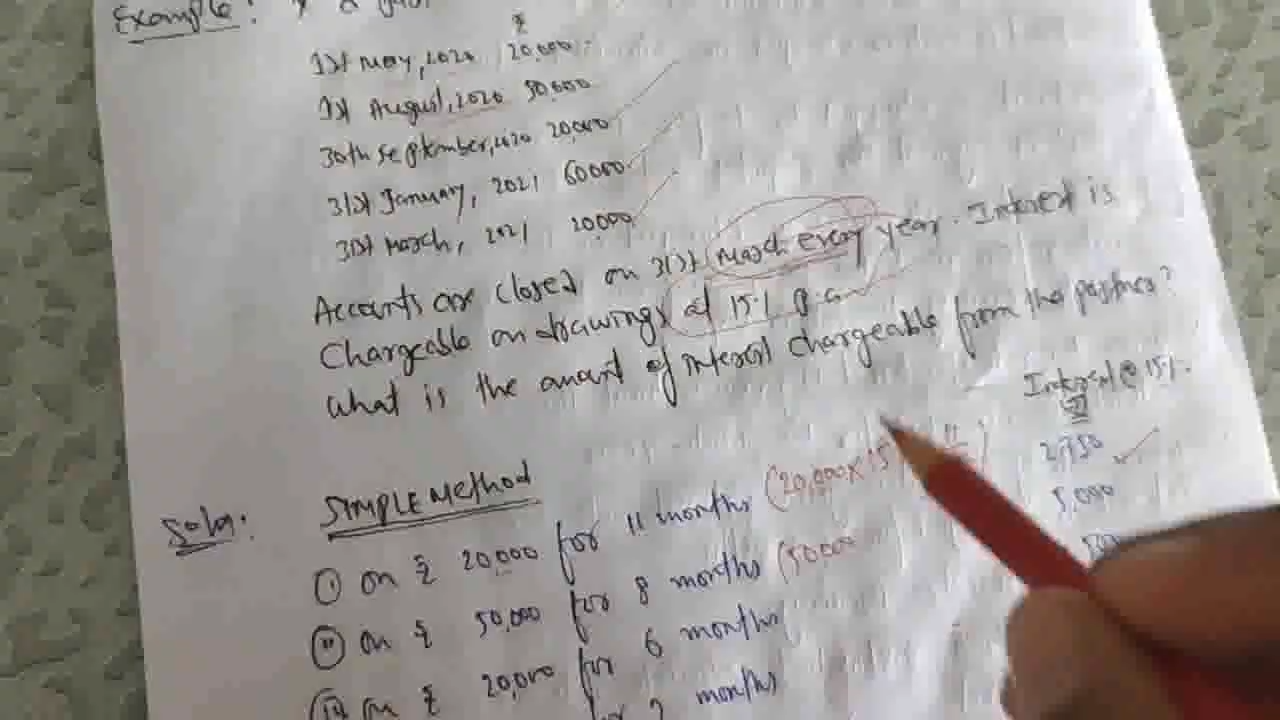 Example:
₹
1st May, 2020 20,000
1st August, 2020 50,000
30th September, 2020 20,000
31st January, 2021 60000
31st March, 2021 20000
Accounts are closed on 31st March every year. Interest is
Chargeable on drawings at 15% p.a
What is the amount of interest chargeable from the partner?
Interest @ 15%.
₹
Soln: SIMPLE Method
(i) on ₹ 20,000 for 11 months (20,000 x 15 2,750
(ii) on ₹ 50,000 for 8 months (50000 5,000
(iii) on ₹ 20,000 for 6 months
for 2 months